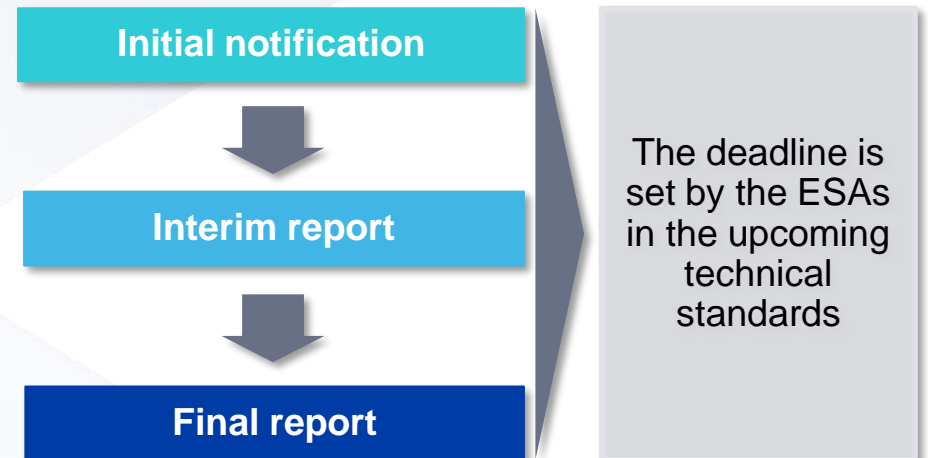 Initial notification
Interim report
Final report
The deadline is
set by the ESAs
in the upcoming
technical
standards